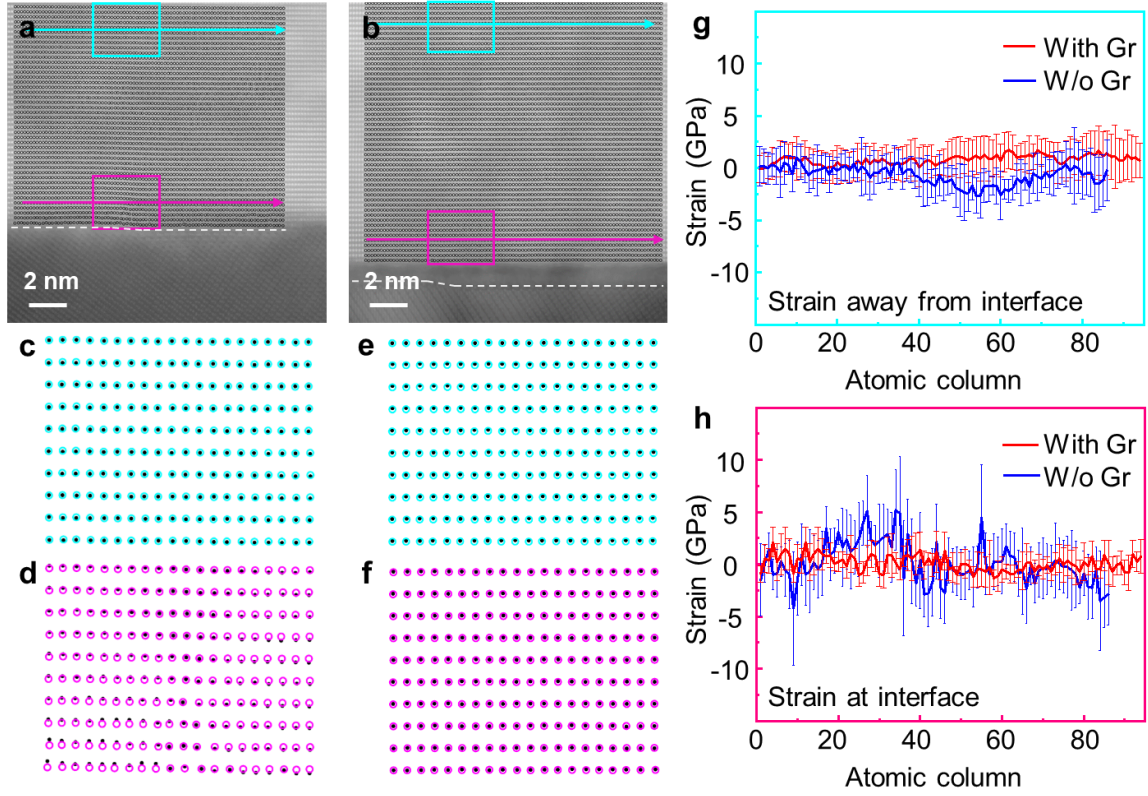 a
2 nm
b
2 nm
c
d
e
f
g
With Gr
W/o Gr
Strain (GPa)
10
5
0
-5
-10
Strain away from interface
0
20
40
60
80
Atomic column
h
With Gr
W/o Gr
Strain (GPa)
10
5
0
-5
-10
Strain at interface
0
20
40
60
80
Atomic column